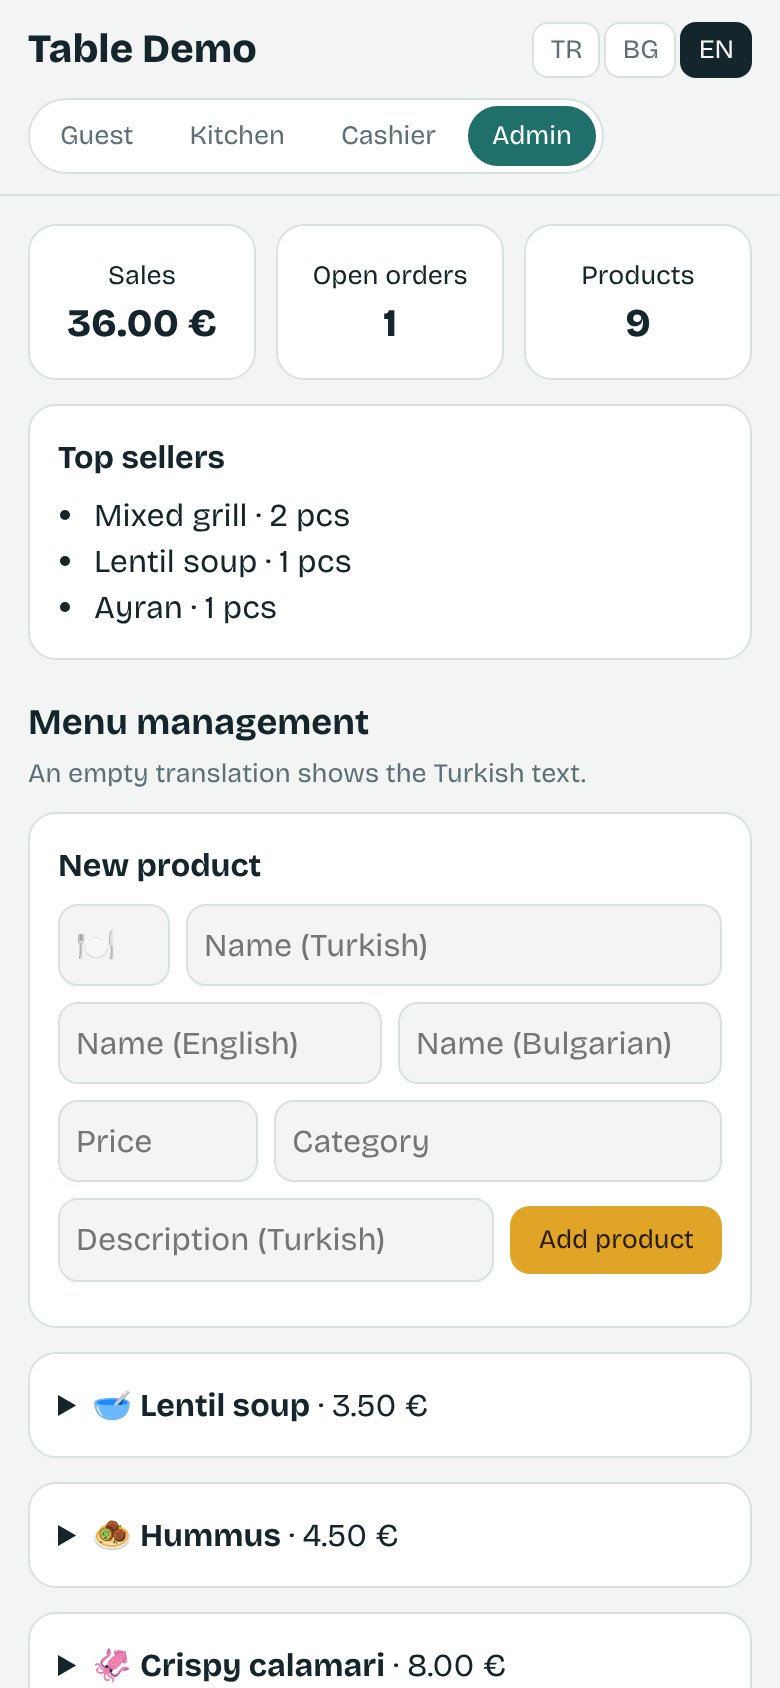 Table Demo
TR BG EN
Guest Kitchen Cashier Admin
Sales
36.00 €
Open orders
1
Products
9
Top sellers
• Mixed grill · 2 pcs
• Lentil soup · 1 pcs
• Ayran · 1 pcs
Menu management
An empty translation shows the Turkish text.
New product
🍽️ Name (Turkish)
Name (English) Name (Bulgarian)
Price Category
Description (Turkish) Add product
▶ 🥣 Lentil soup · 3.50 €
▶ 🧆 Hummus · 4.50 €
▶ 🦑 Crispy calamari · 8.00 €